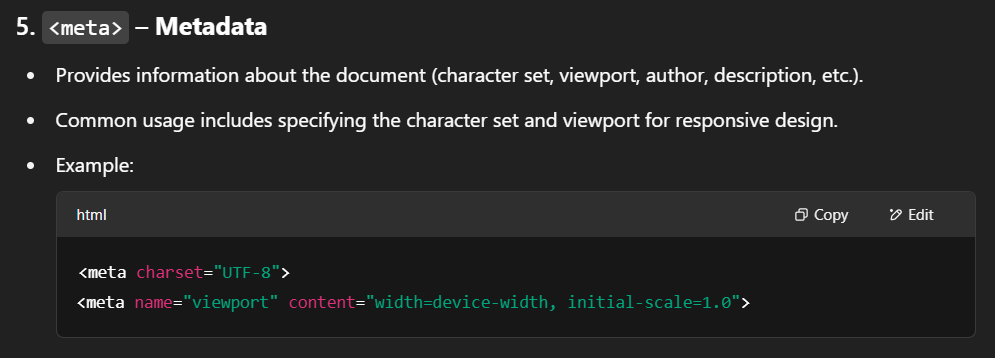 5. <meta> – Metadata
• Provides information about the document (character set, viewport, author, description, etc.).
• Common usage includes specifying the character set and viewport for responsive design.
• Example:
html Copy Edit
<meta charset="UTF-8">
<meta name="viewport" content="width=device-width, initial-scale=1.0">